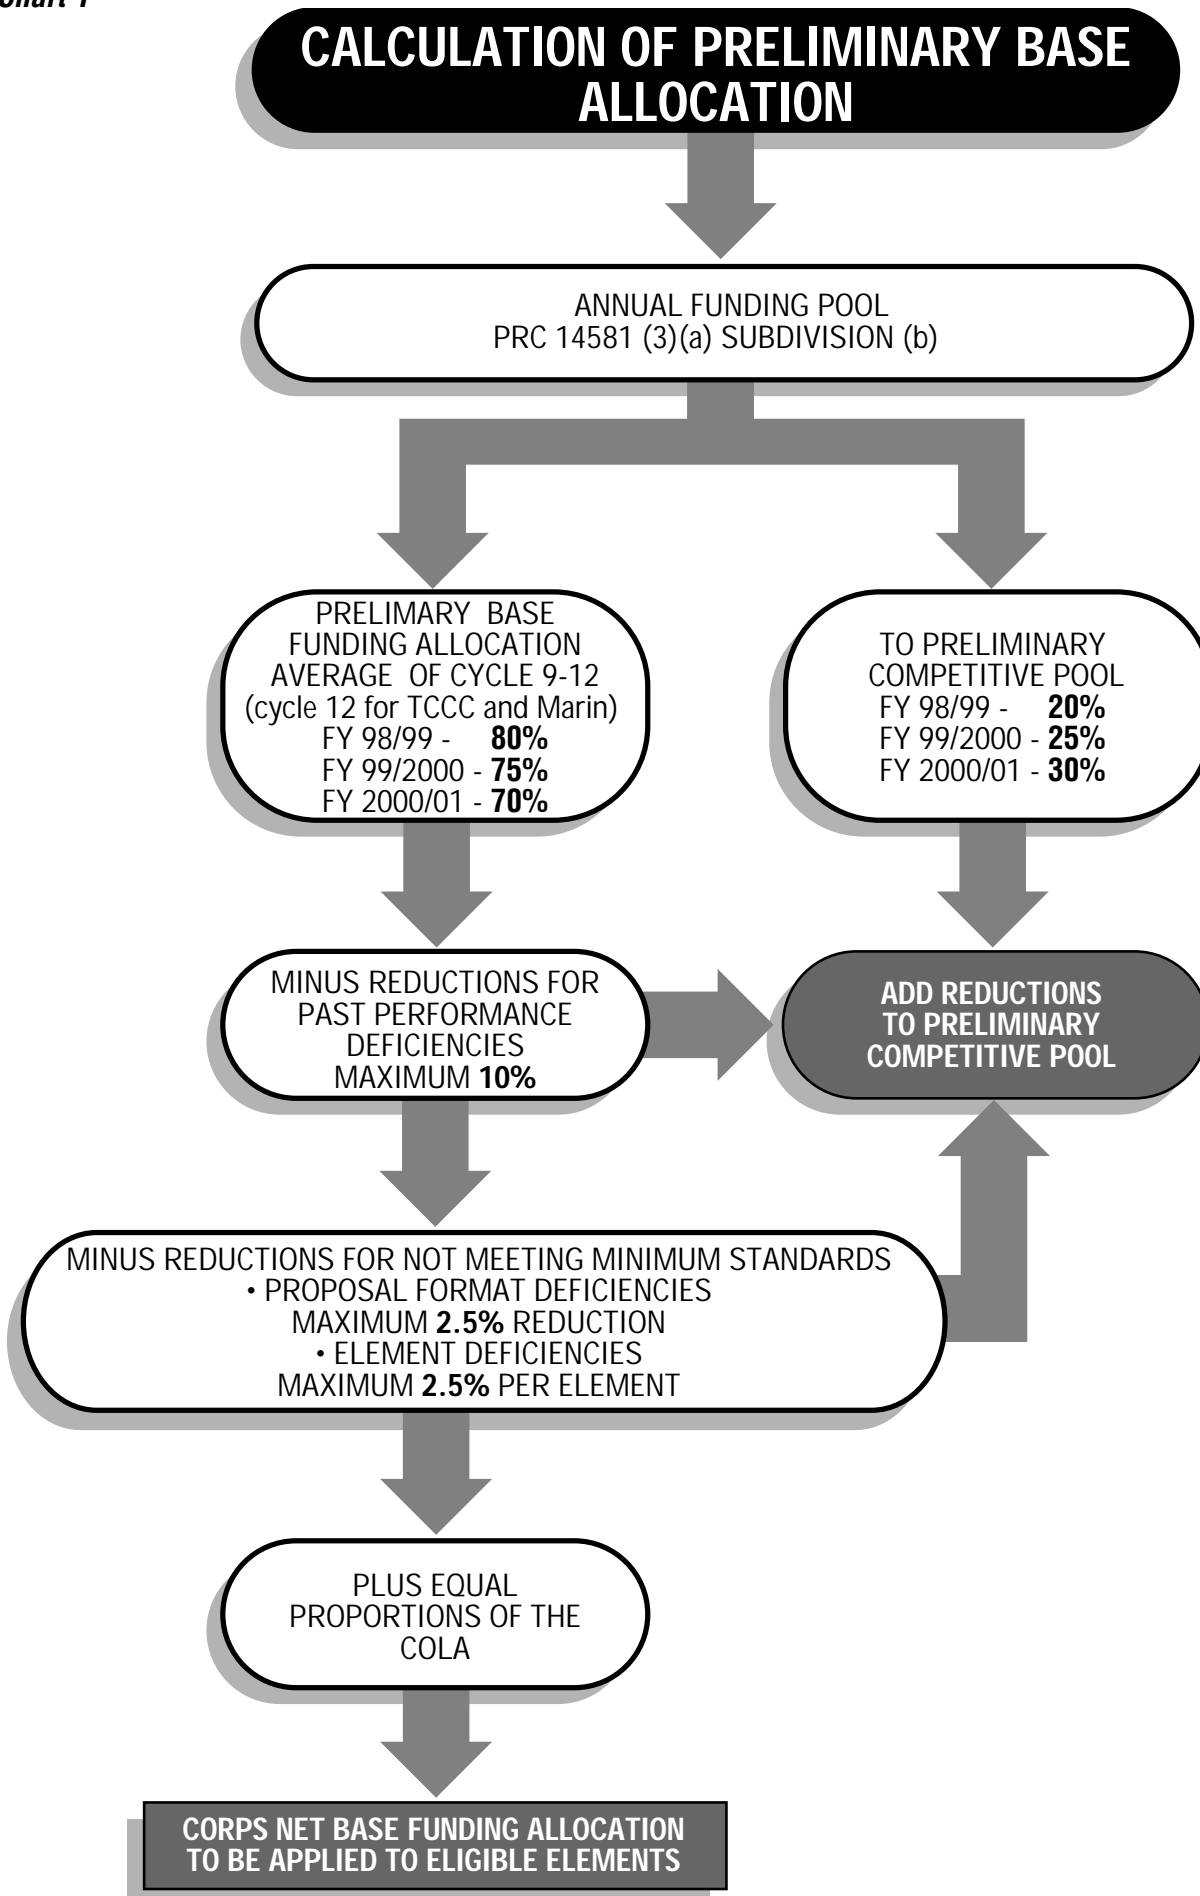 Chart 1
CALCULATION OF PRELIMINARY BASE
ALLOCATION
ANNUAL FUNDING POOL
PRC 14581 (3)(a) SUBDIVISION (b)
PRELIMARY BASE
FUNDING ALLOCATION
AVERAGE OF CYCLE 9-12
(cycle 12 for TCCC and Marin)
FY 98/99 - 80%
FY 99/2000 - 75%
FY 2000/01 - 70%
TO PRELIMINARY
COMPETITIVE POOL
FY 98/99 - 20%
FY 99/2000 - 25%
FY 2000/01 - 30%
MINUS REDUCTIONS FOR
PAST PERFORMANCE
DEFICIENCIES
MAXIMUM 10%
ADD REDUCTIONS
TO PRELIMINARY
COMPETITIVE POOL
MINUS REDUCTIONS FOR NOT MEETING MINIMUM STANDARDS
• PROPOSAL FORMAT DEFICIENCIES
MAXIMUM 2.5% REDUCTION
• ELEMENT DEFICIENCIES
MAXIMUM 2.5% PER ELEMENT
PLUS EQUAL
PROPORTIONS OF THE
COLA
CORPS NET BASE FUNDING ALLOCATION
TO BE APPLIED TO ELIGIBLE ELEMENTS